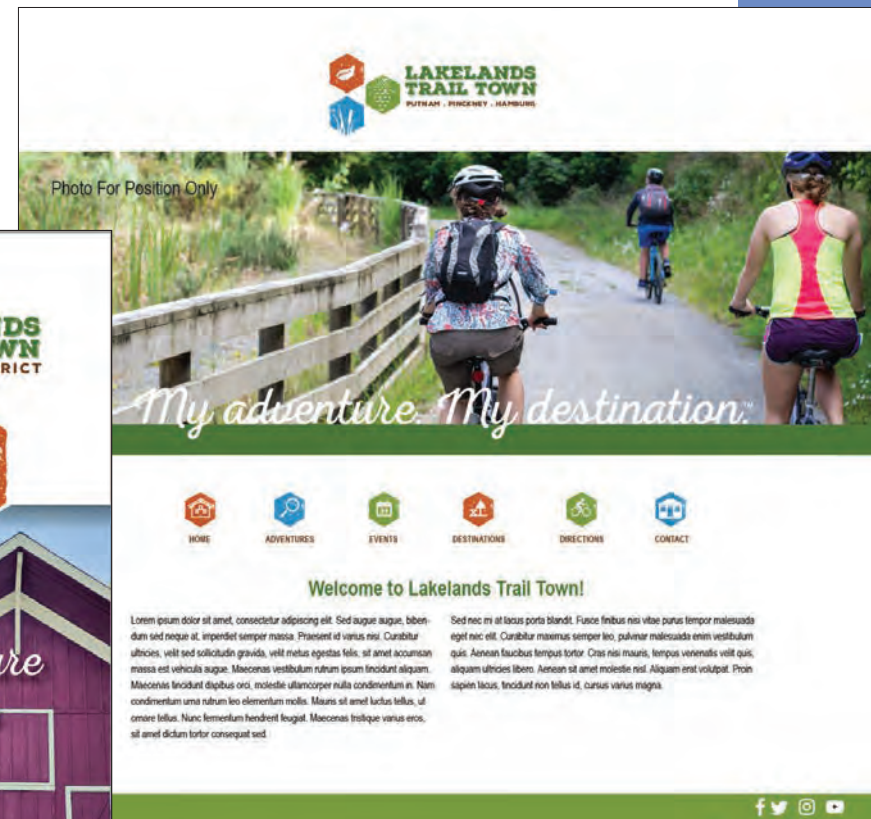 LAKELANDS
TRAIL TOWN
PUTNAM . PINCKNEY . HAMBURG
Photo For Position Only
My adventure. My destination.™
HOME
ADVENTURES
EVENTS
DESTINATIONS
DIRECTIONS
CONTACT
Welcome to Lakelands Trail Town!
Lorem ipsum dolor sit amet, consectetur adipiscing elit. Sed augue augue, biben-
dum sed neque at, imperdiet semper massa. Praesent id varius nisi. Curabitur
ultricies, velit sed sollicitudin gravida, velit metus egestas felis, sit amet accumsan
massa est vehicula augue. Maecenas vestibulum rutrum ipsum tincidunt aliquam.
Maecenas tincidunt dapibus orci, molestie ullamcorper nulla condimentum in. Nam
condimentum urna rutrum leo elementum mollis. Mauris sit amet luctus tellus, ut
ornare tellus. Nunc fermentum hendrerit feugiat. Maecenas tristique varius eros,
sit amet dictum tortor consequat sed.
Sed nec mi at lacus porta blandit. Fusce finibus nisi vitae purus tempor malesuada
eget nec elit. Curabitur maximus semper leo, pulvinar malesuada enim vestibulum
quis. Aenean faucibus tempus tortor. Cras nisi mauris, tempus venenatis velit quis,
aliquam ultricies libero. Aenean sit amet molestie nisl. Aliquam erat volutpat. Proin
sapien lacus, tincidunt non tellus id, cursus varius magna.
NDS
WN
RICT
ure